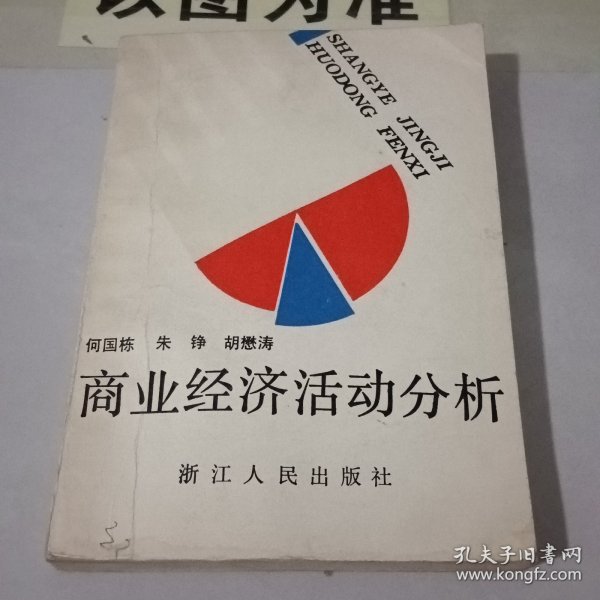 以图为准
SHANGYE JINGJI
HUODONG FENXI
何国栋 朱铮 胡懋涛
商业经济活动分析
浙江人民出版社
孔夫子旧书网
www.kongfz.com